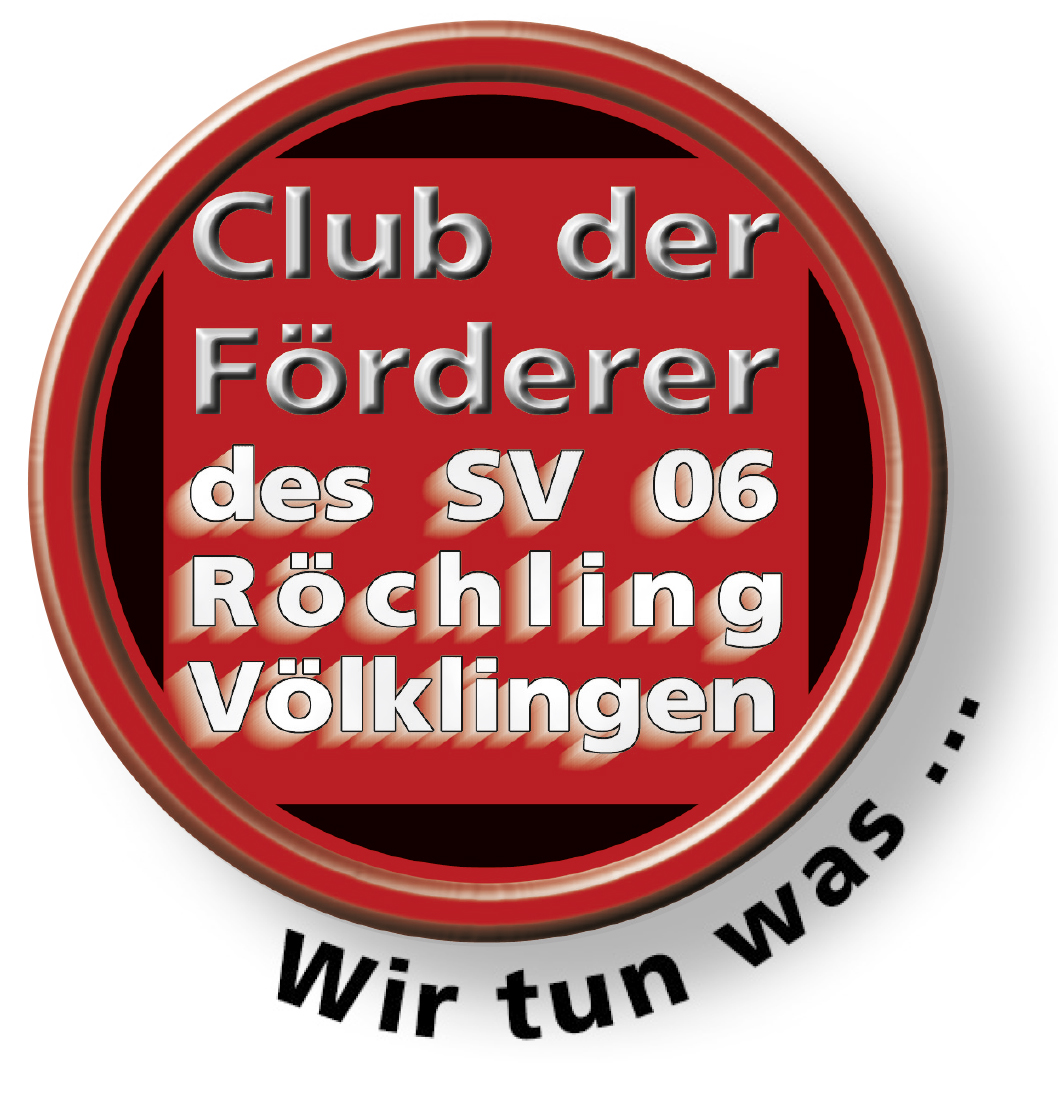 Club der
Förderer
des SV 06
Röchling
Völklingen
Wir tun was ...